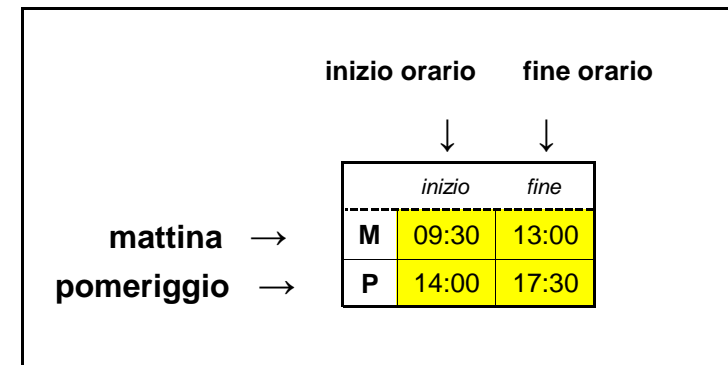 inizio orario fine orario
↓ ↓
inizio fine
mattina → M 09:30 13:00
pomeriggio → P 14:00 17:30